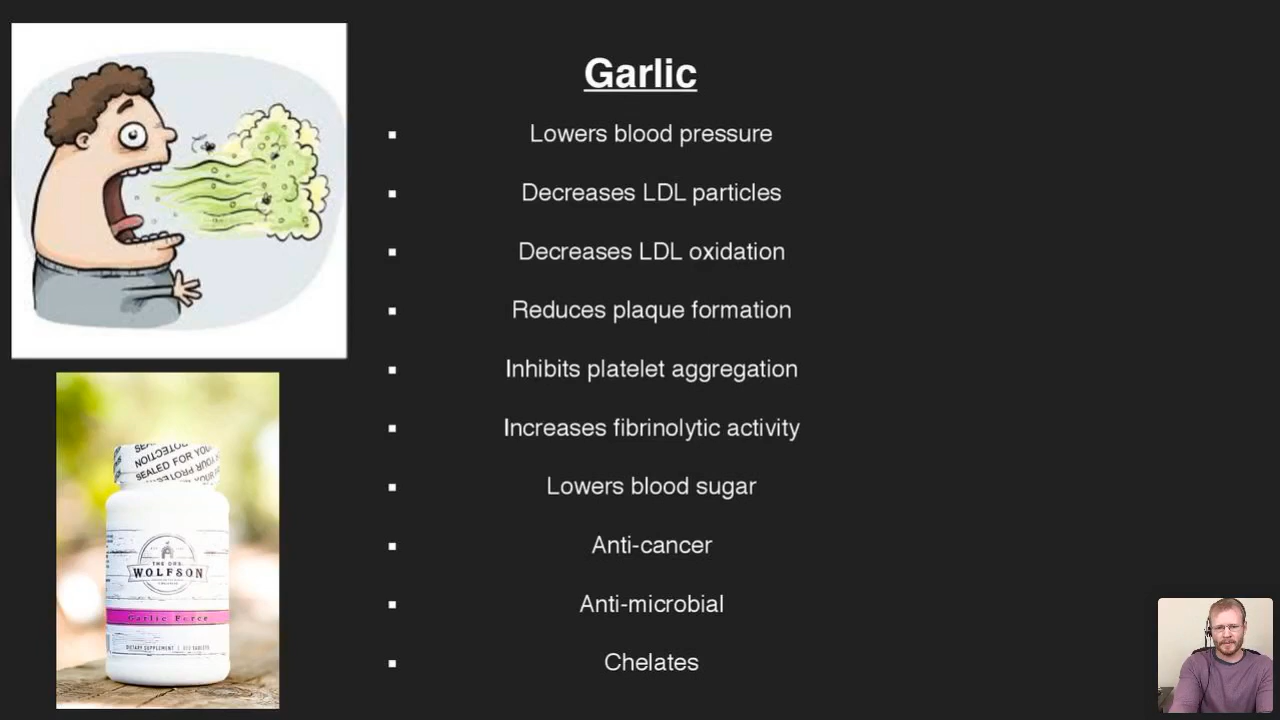 Garlic
Lowers blood pressure
Decreases LDL particles
Decreases LDL oxidation
Reduces plaque formation
Inhibits platelet aggregation
Increases fibrinolytic activity
Lowers blood sugar
Anti-cancer
Anti-microbial
Chelates
SEALED FOR YOU
THE DRS.
WOLFSON
Garlic Force
DIETARY SUPPLEMENT